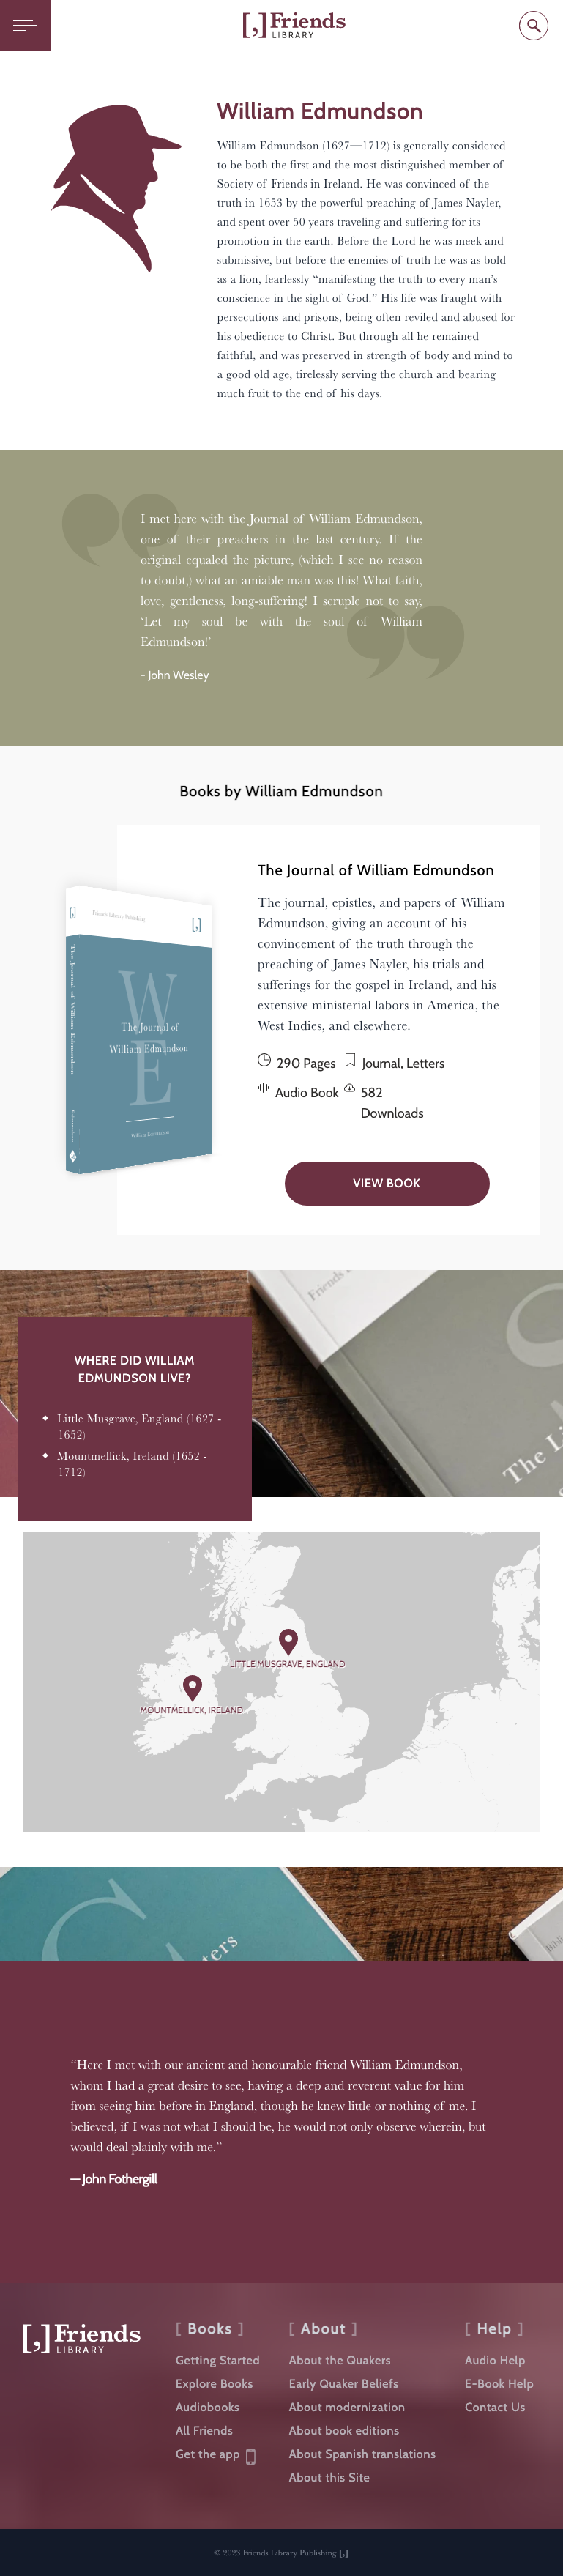 [,] Friends
LIBRARY
William Edmundson
William Edmundson (1627—1712) is generally considered
to be both the first and the most distinguished member of
Society of Friends in Ireland. He was convinced of the
truth in 1653 by the powerful preaching of James Nayler,
and spent over 50 years traveling and suffering for its
promotion in the earth. Before the Lord he was meek and
submissive, but before the enemies of truth he was as bold
as a lion, fearlessly “manifesting the truth to every man’s
conscience in the sight of God.” His life was fraught with
persecutions and prisons, being often reviled and abused for
his obedience to Christ. But through all he remained
faithful, and was preserved in strength of body and mind to
a good old age, tirelessly serving the church and bearing
much fruit to the end of his days.
I met here with the Journal of William Edmundson,
one of their preachers in the last century. If the
original equaled the picture, (which I see no reason
to doubt,) what an amiable man was this! What faith,
love, gentleness, long-suffering! I scruple not to say,
‘Let my soul be with the soul of William
Edmundson!’
- John Wesley
Books by William Edmundson
[,]
Friends Library Publishing
[,]
The Journal of William Edmundson
Edmundson
W
E
The Journal of
William Edmundson
William Edmundson
The Journal of William Edmundson
The journal, epistles, and papers of William
Edmundson, giving an account of his
convincement of the truth through the
preaching of James Nayler, his trials and
sufferings for the gospel in Ireland, and his
extensive ministerial labors in America, the
West Indies, and elsewhere.
290 Pages
Journal, Letters
Audio Book
582
Downloads
VIEW BOOK
Friends
The Li
WHERE DID WILLIAM
EDMUNDSON LIVE?
Little Musgrave, England (1627 -
1652)
Mountmellick, Ireland (1652 -
1712)
LITTLE MUSGRAVE, ENGLAND
MOUNTMELLICK, IRELAND
tters
“Here I met with our ancient and honourable friend William Edmundson,
whom I had a great desire to see, having a deep and reverent value for him
from seeing him before in England, though he knew little or nothing of me. I
believed, if I was not what I should be, he would not only observe wherein, but
would deal plainly with me.”
— John Fothergill
[,] Friends
LIBRARY
[ Books ]
Getting Started
Explore Books
Audiobooks
All Friends
Get the app
[ About ]
About the Quakers
Early Quaker Beliefs
About modernization
About book editions
About Spanish translations
About this Site
[ Help ]
Audio Help
E-Book Help
Contact Us
© 2023 Friends Library Publishing [,]